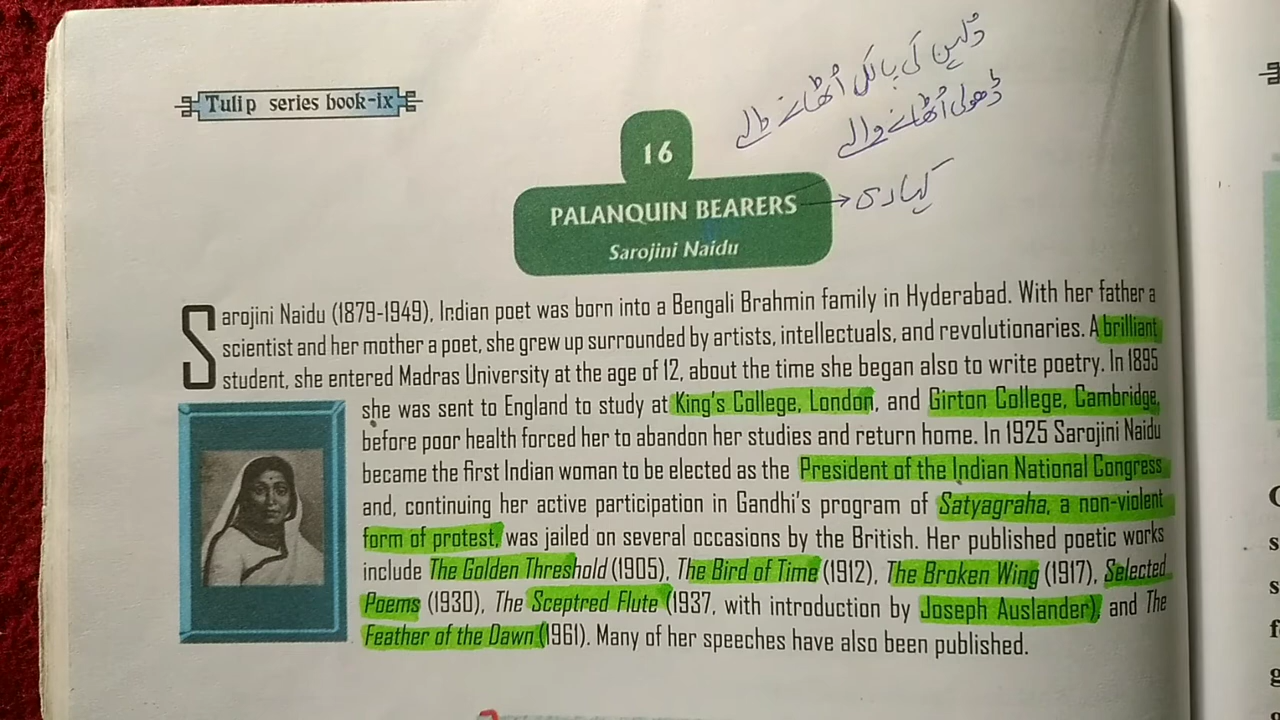 Tulip series book-ix
دُلہن کی پالکی اُٹھانے والے
ڈھولی اُٹھانے والے
16
PALANQUIN BEARERS
کہاری
Sarojini Naidu
Sarojini Naidu (1879-1949), Indian poet was born into a Bengali Brahmin family in Hyderabad. With her father a
scientist and her mother a poet, she grew up surrounded by artists, intellectuals, and revolutionaries. A brilliant
student, she entered Madras University at the age of 12, about the time she began also to write poetry. In 1895
she was sent to England to study at King's College, London, and Girton College, Cambridge,
before poor health forced her to abandon her studies and return home. In 1925 Sarojini Naidu
became the first Indian woman to be elected as the President of the Indian National Congress
and, continuing her active participation in Gandhi's program of Satyagraha, a non-violent
form of protest, was jailed on several occasions by the British. Her published poetic works
include The Golden Threshold (1905), The Bird of Time (1912), The Broken Wing (1917), Selected
Poems (1930), The Sceptred Flute (1937, with introduction by Joseph Auslander), and The
Feather of the Dawn (1961). Many of her speeches have also been published.